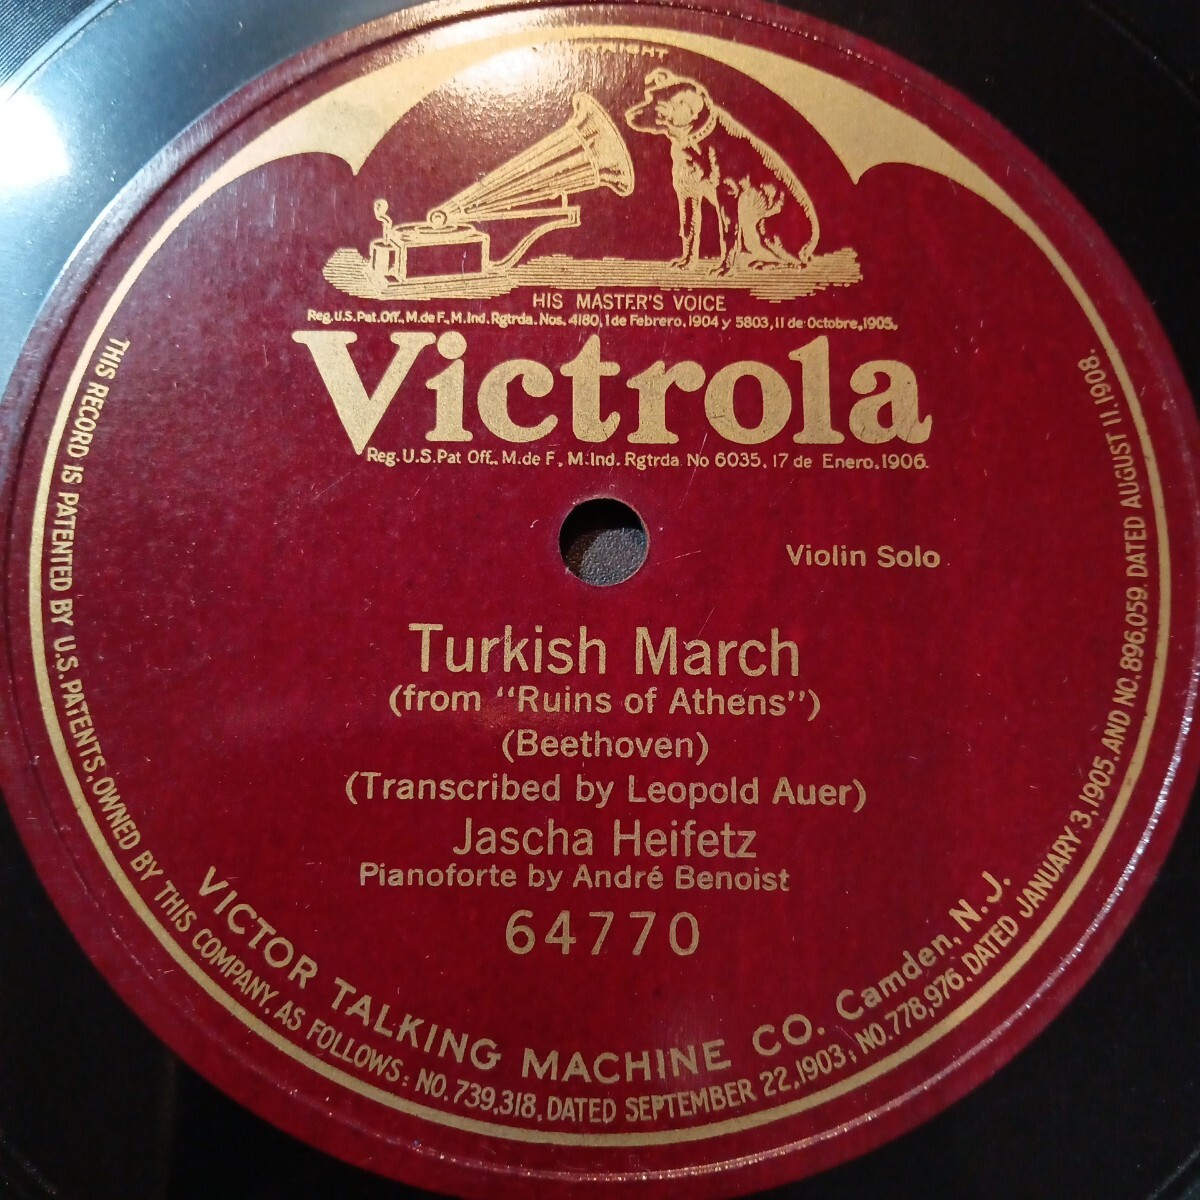 HIS MASTER'S VOICE
Reg.U.S.Pat.Off., M.de F., M.Ind. Rgtrda. Nos. 4180, 1 de Febrero, 1904 y 5803, 11 de Octobre, 1905.
Victrola
Reg. U.S. Pat Off., M.de F., M.Ind. Rgtrda No 6035, 17 de Enero, 1906.
Violin Solo
Turkish March
(from "Ruins of Athens")
(Beethoven)
(Transcribed by Leopold Auer)
Jascha Heifetz
Pianoforte by André Benoist
64770
VICTOR TALKING MACHINE CO. Camden, N.J.
THIS RECORD IS PATENTED BY U.S. PATENTS, OWNED BY THIS COMPANY, AS FOLLOWS: NO. 739,318, DATED SEPTEMBER 22, 1903; NO. 778,976. DATED JANUARY 3, 1905, AND NO. 896,059. DATED AUGUST 11, 1908.